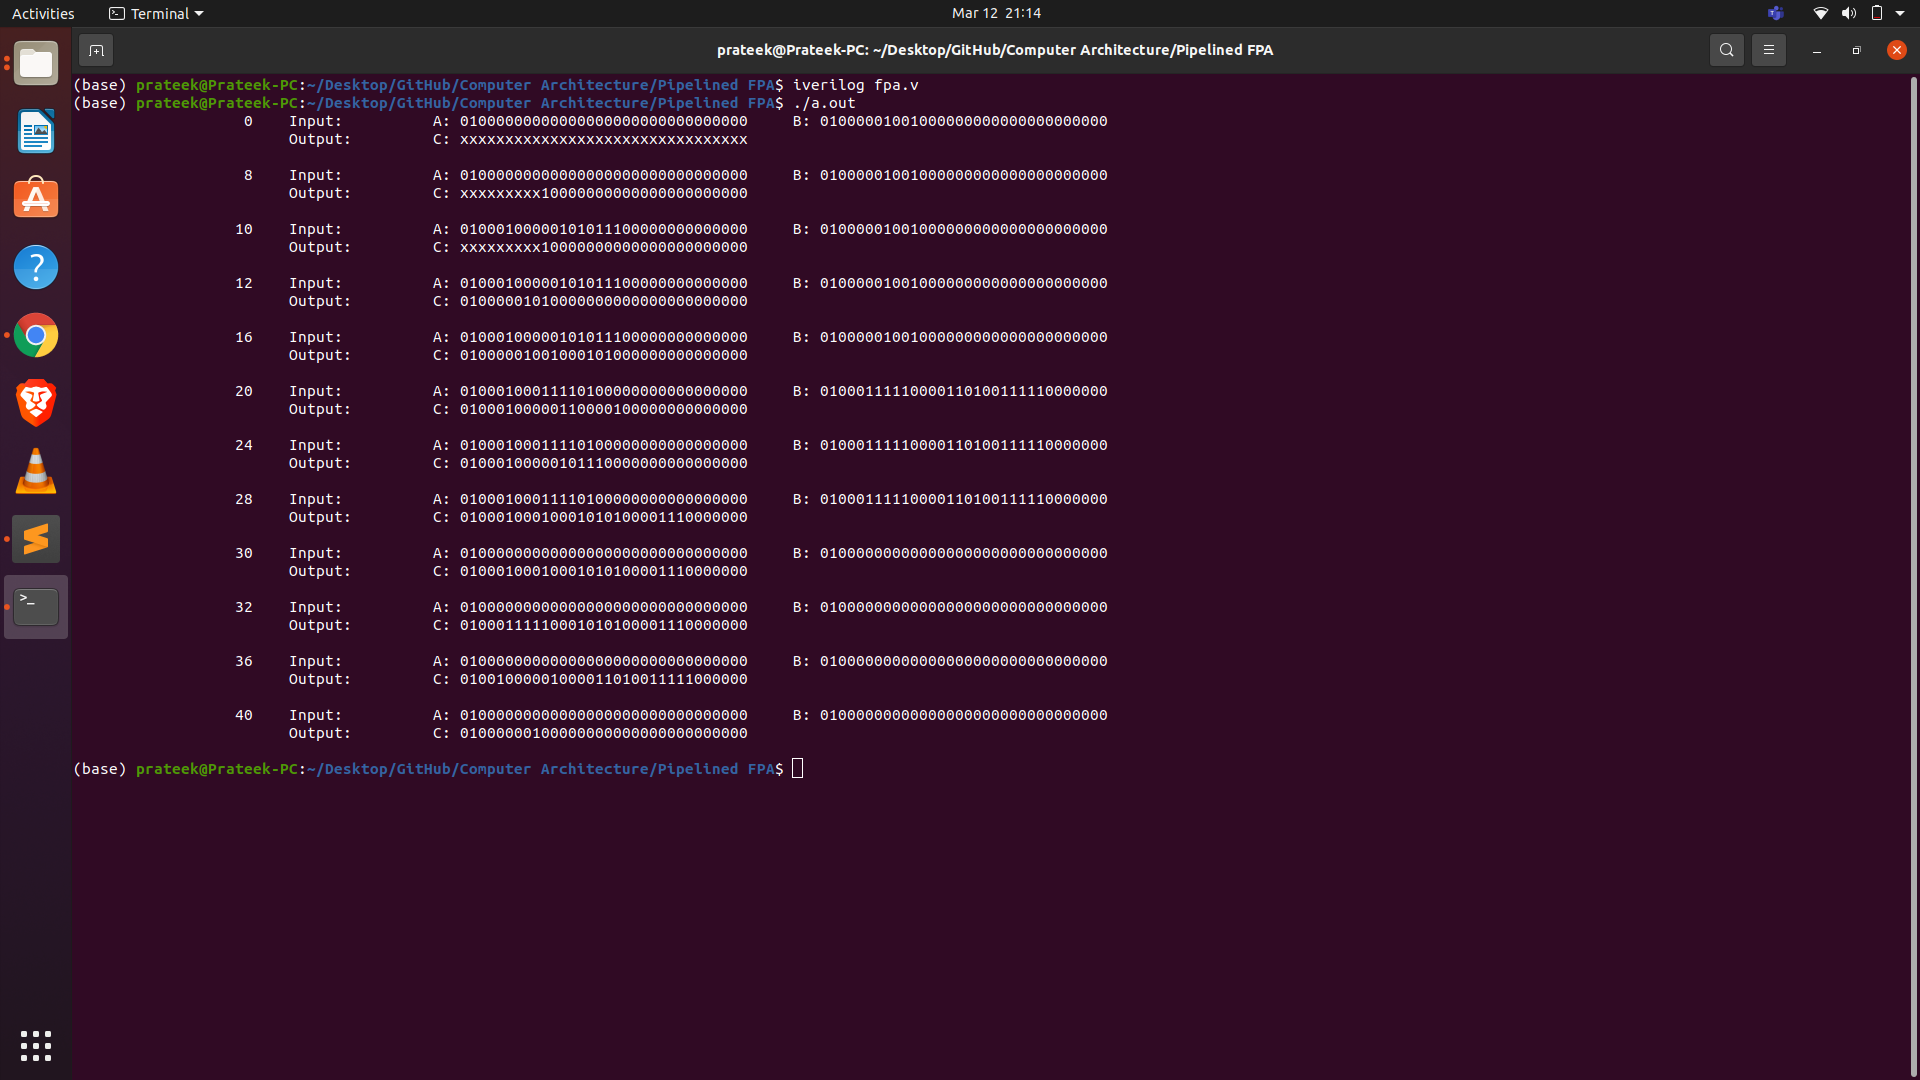 Activities
Terminal
Mar 12 21:14
prateek@Prateek-PC: ~/Desktop/GitHub/Computer Architecture/Pipelined FPA
(base) prateek@Prateek-PC:~/Desktop/GitHub/Computer Architecture/Pipelined FPA$ iverilog fpa.v
(base) prateek@Prateek-PC:~/Desktop/GitHub/Computer Architecture/Pipelined FPA$ ./a.out
0 Input: A: 01000000000000000000000000000000 B: 01000001001000000000000000000000
Output: C: xxxxxxxxxxxxxxxxxxxxxxxxxxxxxxxx
8 Input: A: 01000000000000000000000000000000 B: 01000001001000000000000000000000
Output: C: xxxxxxxxx10000000000000000000000
10 Input: A: 01000100000101011100000000000000 B: 01000001001000000000000000000000
Output: C: xxxxxxxxx10000000000000000000000
12 Input: A: 01000100000101011100000000000000 B: 01000001001000000000000000000000
Output: C: 01000001010000000000000000000000
16 Input: A: 01000100000101011100000000000000 B: 01000001001000000000000000000000
Output: C: 01000001001000101000000000000000
20 Input: A: 01000100011110100000000000000000 B: 01000111110000110100111110000000
Output: C: 01000100000110000100000000000000
24 Input: A: 01000100011110100000000000000000 B: 01000111110000110100111110000000
Output: C: 01000100000101110000000000000000
28 Input: A: 01000100011110100000000000000000 B: 01000111110000110100111110000000
Output: C: 01000100010001010100001110000000
30 Input: A: 01000000000000000000000000000000 B: 01000000000000000000000000000000
Output: C: 01000100010001010100001110000000
32 Input: A: 01000000000000000000000000000000 B: 01000000000000000000000000000000
Output: C: 01000111110001010100001110000000
36 Input: A: 01000000000000000000000000000000 B: 01000000000000000000000000000000
Output: C: 01001000001000011010011111000000
40 Input: A: 01000000000000000000000000000000 B: 01000000000000000000000000000000
Output: C: 01000000100000000000000000000000
(base) prateek@Prateek-PC:~/Desktop/GitHub/Computer Architecture/Pipelined FPA$